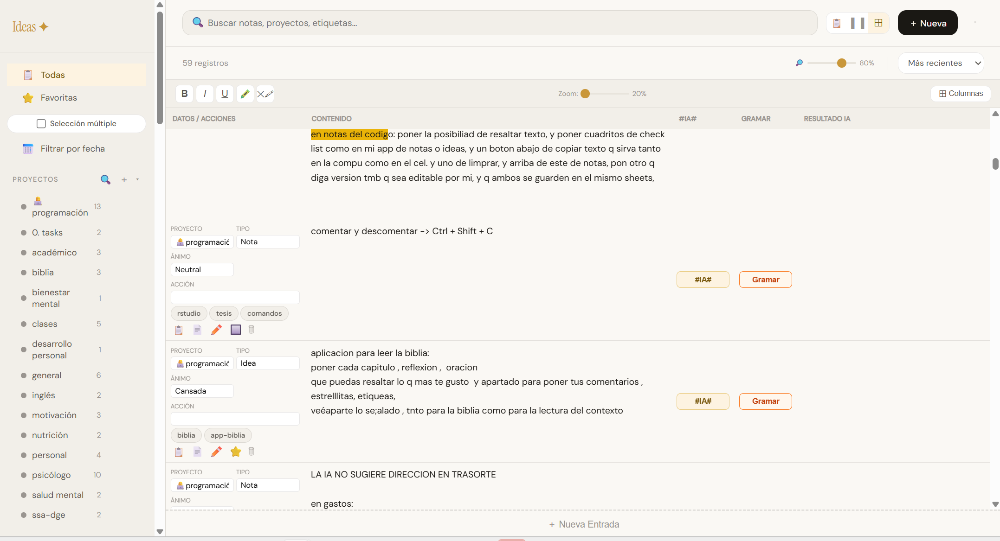 Ideas ✦
Todas
Favoritas
Selección múltiple
Filtrar por fecha
PROYECTOS
programación 13
0. tasks 2
académico 3
biblia 3
bienestar
mental 1
clases 5
desarrollo
personal 1
general 6
inglés 2
motivación 3
nutrición 2
personal 4
psicólogo 10
salud mental 2
ssa-dge 2
Buscar notas, proyectos, etiquetas...
+ Nueva
59 registros
80%
Más recientes
B I U
Zoom: 20%
Columnas
DATOS / ACCIONES CONTENIDO #IA# GRAMAR RESULTADO IA
en notas del codigo: poner la posibiliad de resaltar texto, y poner cuadritos de check
list como en mi app de notas o ideas, y un boton abajo de copiar texto q sirva tanto
en la compu como en el cel. y uno de limprar, y arriba de este de notas, pon otro q
diga version tmb q sea editable por mi, y q ambos se guarden en el mismo sheets,
PROYECTO TIPO
programació Nota
ÁNIMO
Neutral
ACCIÓN
rstudio tesis comandos
comentar y descomentar -> Ctrl + Shift + C
#IA# Gramar
PROYECTO TIPO
programació Idea
ÁNIMO
Cansada
ACCIÓN
biblia app-biblia
aplicacion para leer la biblia:
poner cada capitulo , reflexion , oracion
que puedas resaltar lo q mas te gusto y apartado para poner tus comentarios ,
estrelllitas, etiqueas,
veéaparte lo se;alado , tnto para la biblia como para la lectura del contexto
#IA# Gramar
PROYECTO TIPO
programació Nota
ÁNIMO
LA IA NO SUGIERE DIRECCION EN TRASORTE
en gastos:
+ Nueva Entrada